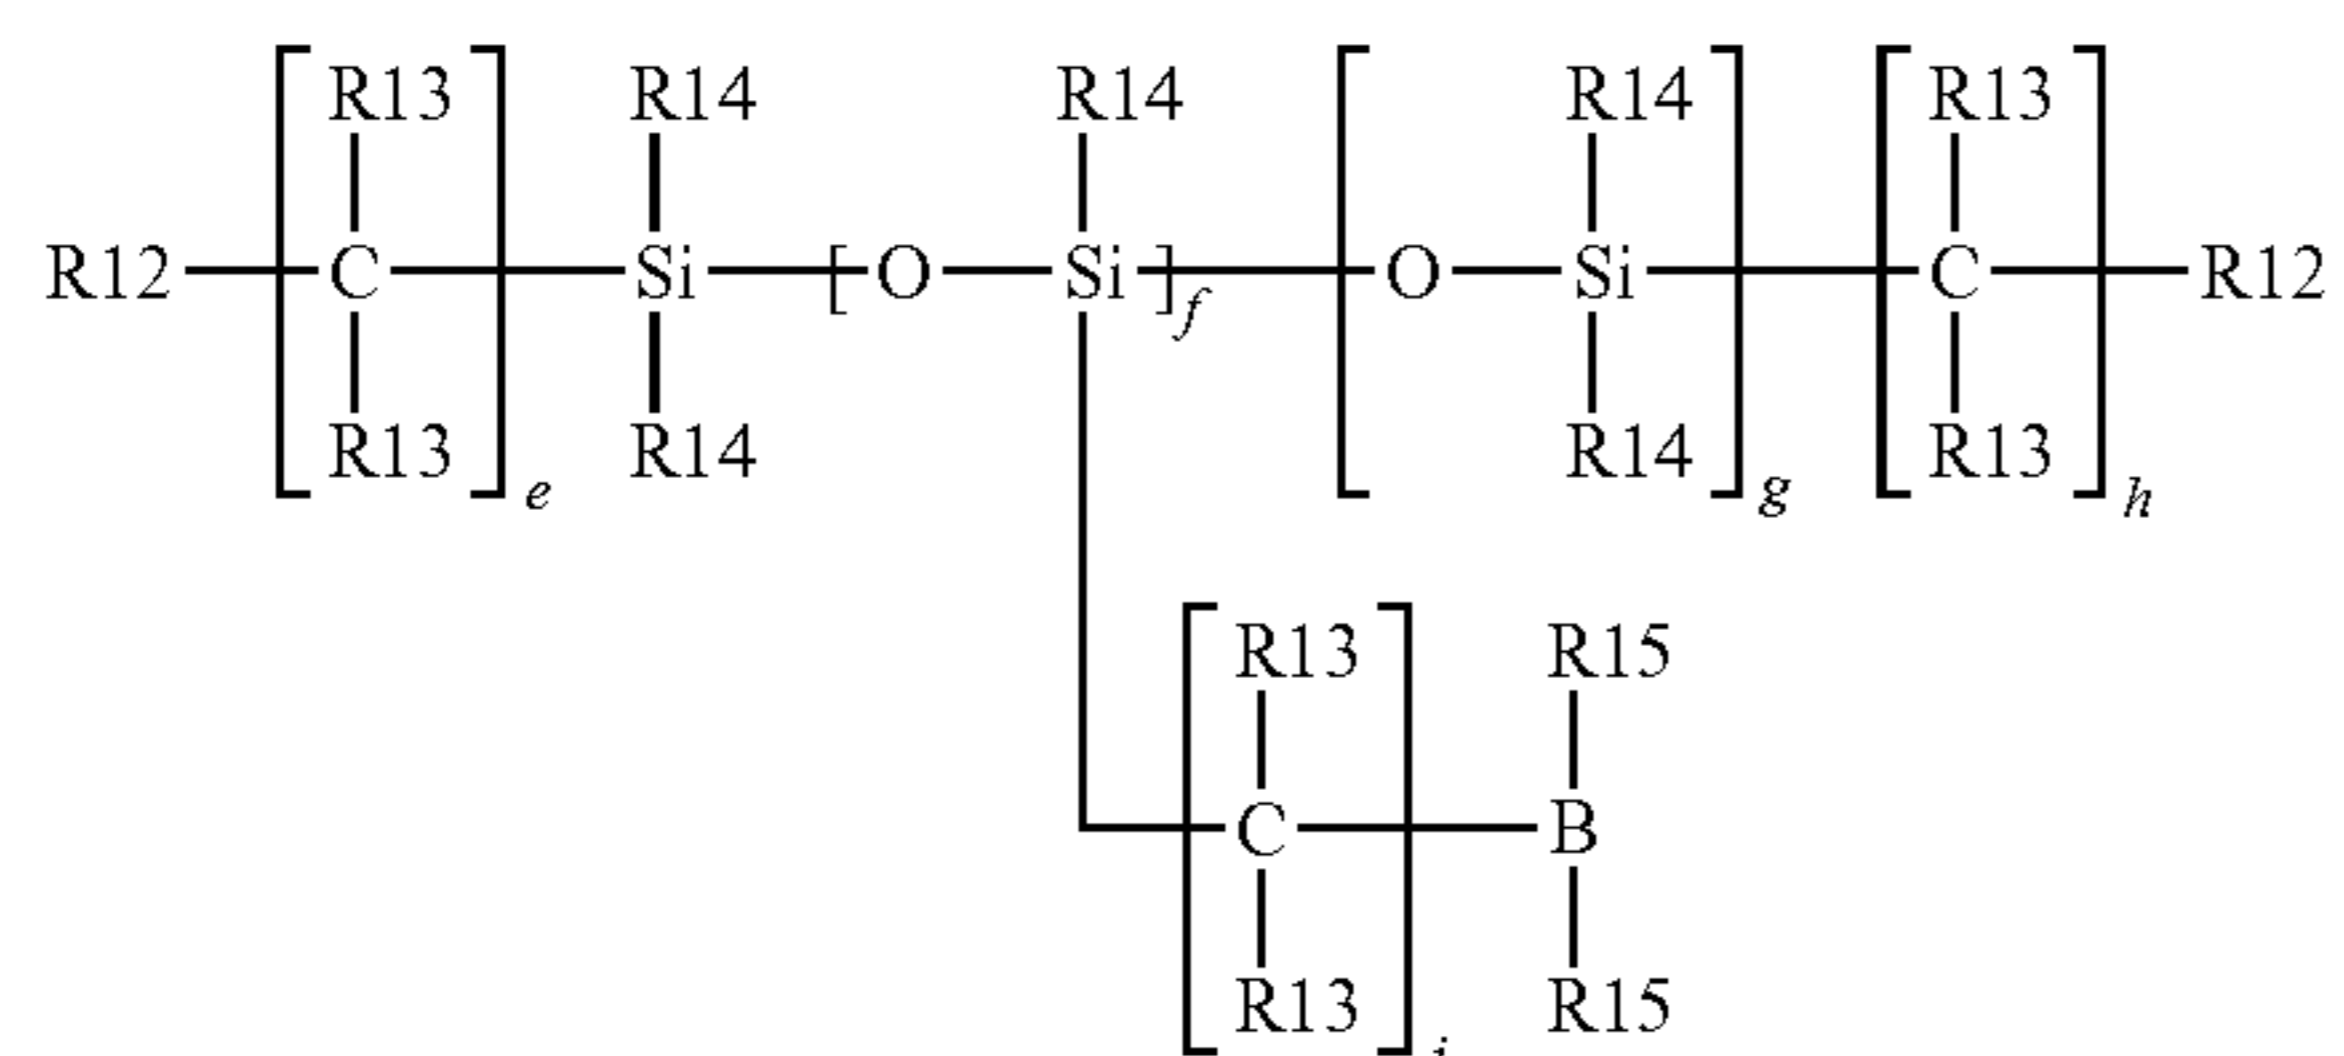 R13 R14 R14 R14 R13
R12 C Si [ O Si ]f O Si C R12
R13 R14 R14 R13
e g h
R13 R15
C B
R13 R15